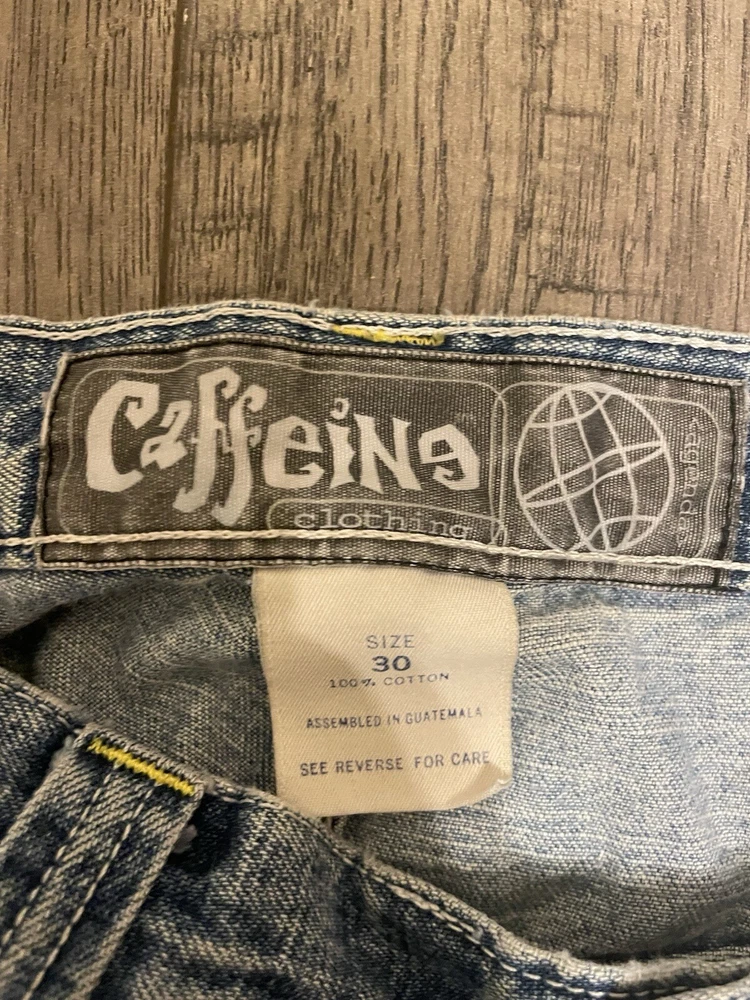 Caffeine
clothing
SIZE
30
100% COTTON
ASSEMBLED IN GUATEMALA
SEE REVERSE FOR CARE